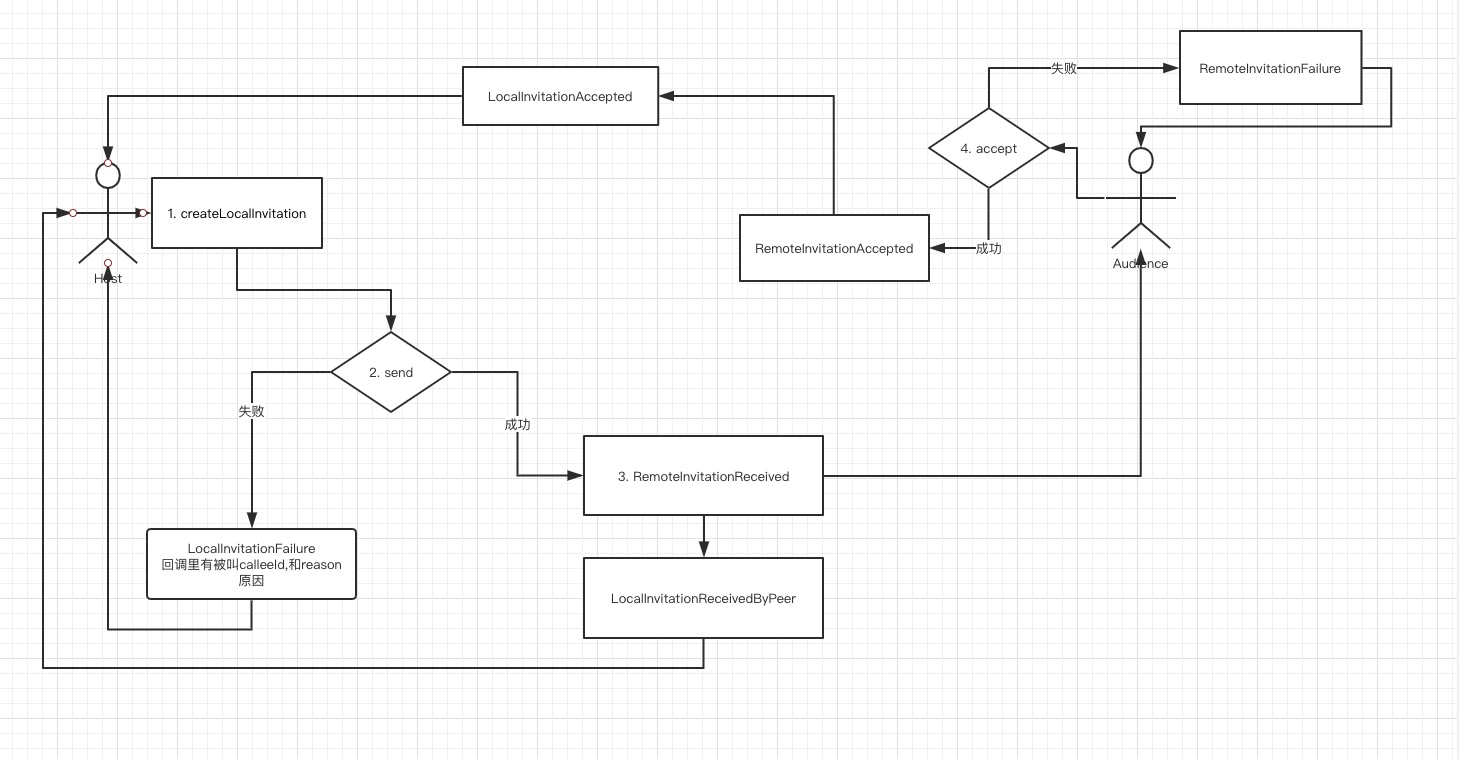 RemoteInvitationFailure
失败
LocalInvitationAccepted
4. accept
1. createLocalInvitation
RemoteInvitationAccepted
成功
Host
Audience
2. send
失败
成功
3. RemoteInvitationReceived
LocalInvitationFailure
回调里有被叫calleeId,和reason
原因
LocalInvitationReceivedByPeer